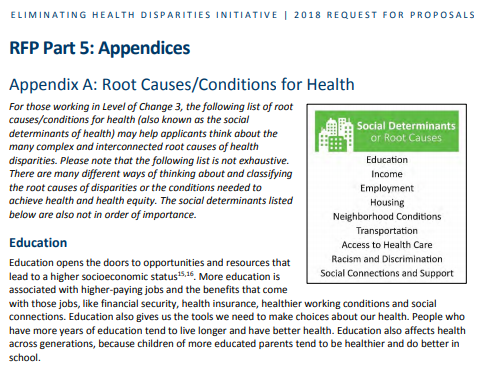 ELIMINATING HEALTH DISPARITIES INITIATIVE | 2018 REQUEST FOR PROPOSALS
RFP Part 5: Appendices
Appendix A: Root Causes/Conditions for Health
For those working in Level of Change 3, the following list of root
causes/conditions for health (also known as the social
determinants of health) may help applicants think about the
many complex and interconnected root causes of health
disparities. Please note that the following list is not exhaustive.
There are many different ways of thinking about and classifying
the root causes of disparities or the conditions needed to
achieve health and health equity. The social determinants listed
below are also not in order of importance.
Social Determinants
or Root Causes
Education
Income
Employment
Housing
Neighborhood Conditions
Transportation
Access to Health Care
Racism and Discrimination
Social Connections and Support
Education
Education opens the doors to opportunities and resources that
lead to a higher socioeconomic status15,16. More education is
associated with higher-paying jobs and the benefits that come
with those jobs, like financial security, health insurance, healthier working conditions and social
connections. Education also gives us the tools we need to make choices about our health. People who
have more years of education tend to live longer and have better health. Education also affects health
across generations, because children of more educated parents tend to be healthier and do better in
school.